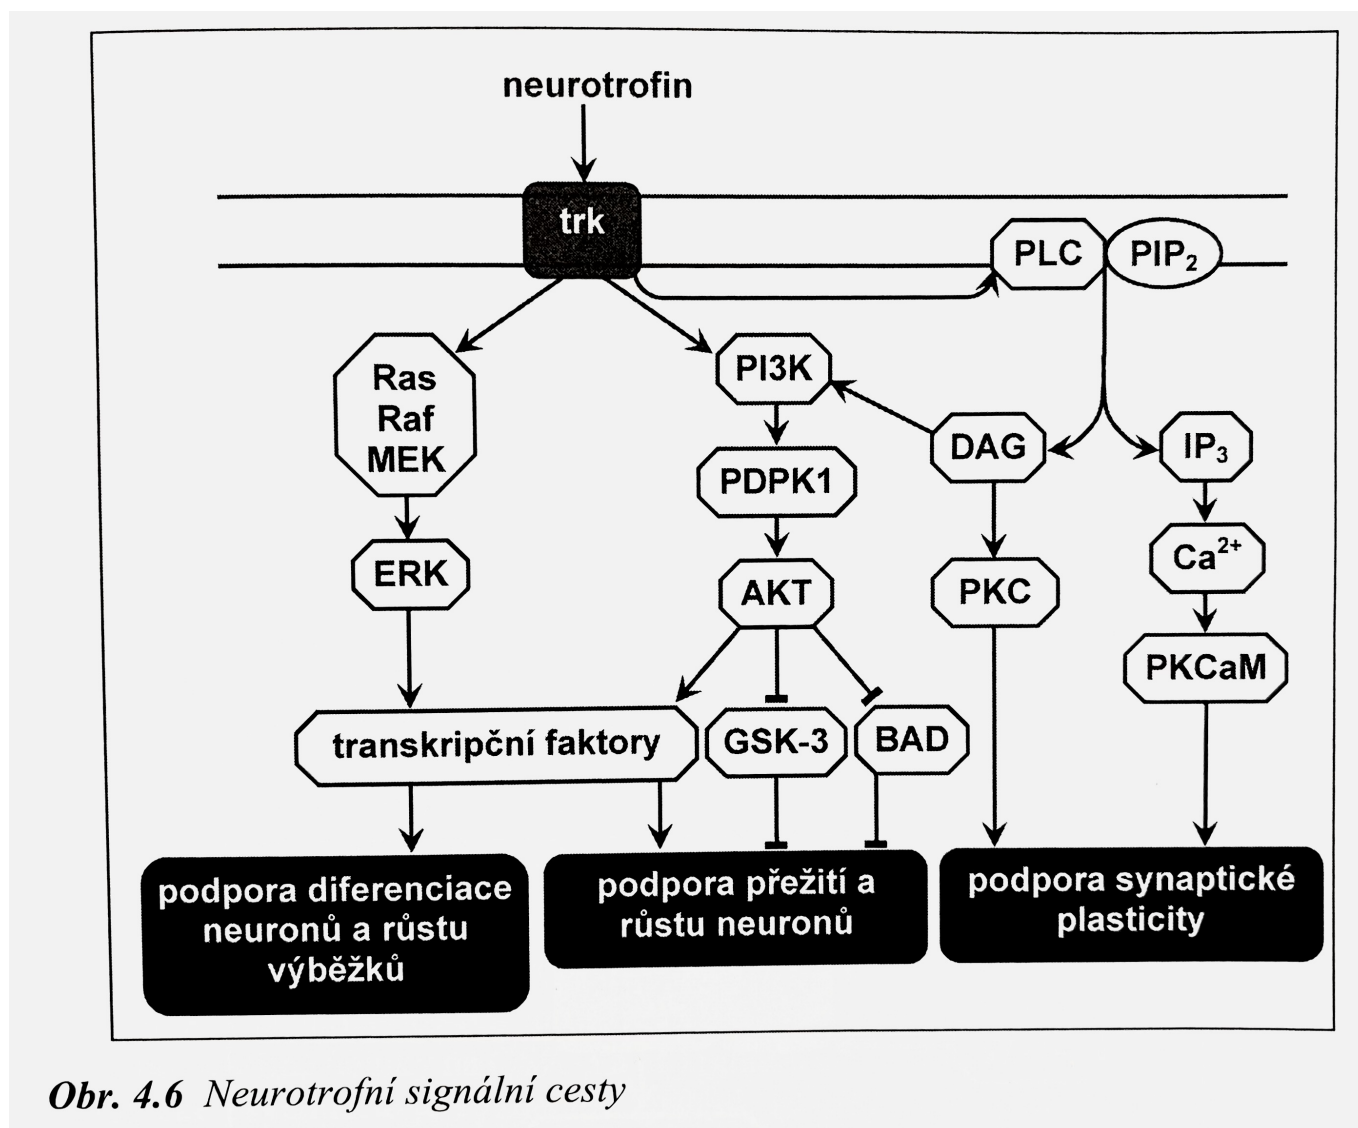 neurotrofin
trk
PLC
PIP₂
Ras
Raf
MEK
PI3K
DAG
IP₃
PDPK1
ERK
AKT
PKC
Ca²⁺
PKCaM
transkripční faktory
GSK-3
BAD
podpora diferenciace
neuronů a růstu
výběžků
podpora přežití a
růstu neuronů
podpora synaptické
plasticity
Obr. 4.6 Neurotrofní signální cesty